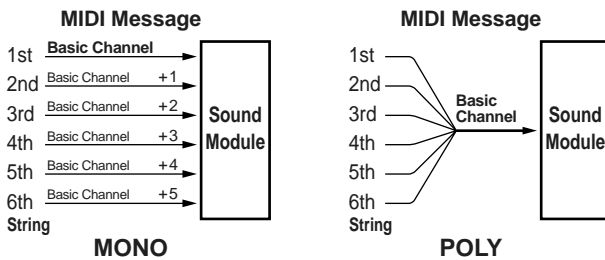 MIDI Message
1st Basic Channel
2nd Basic Channel +1
3rd Basic Channel +2
4th Basic Channel +3
5th Basic Channel +4
6th Basic Channel +5
String
Sound
Module
MONO
MIDI Message
1st
2nd
3rd
4th
5th
6th
String
Basic
Channel
Sound
Module
POLY